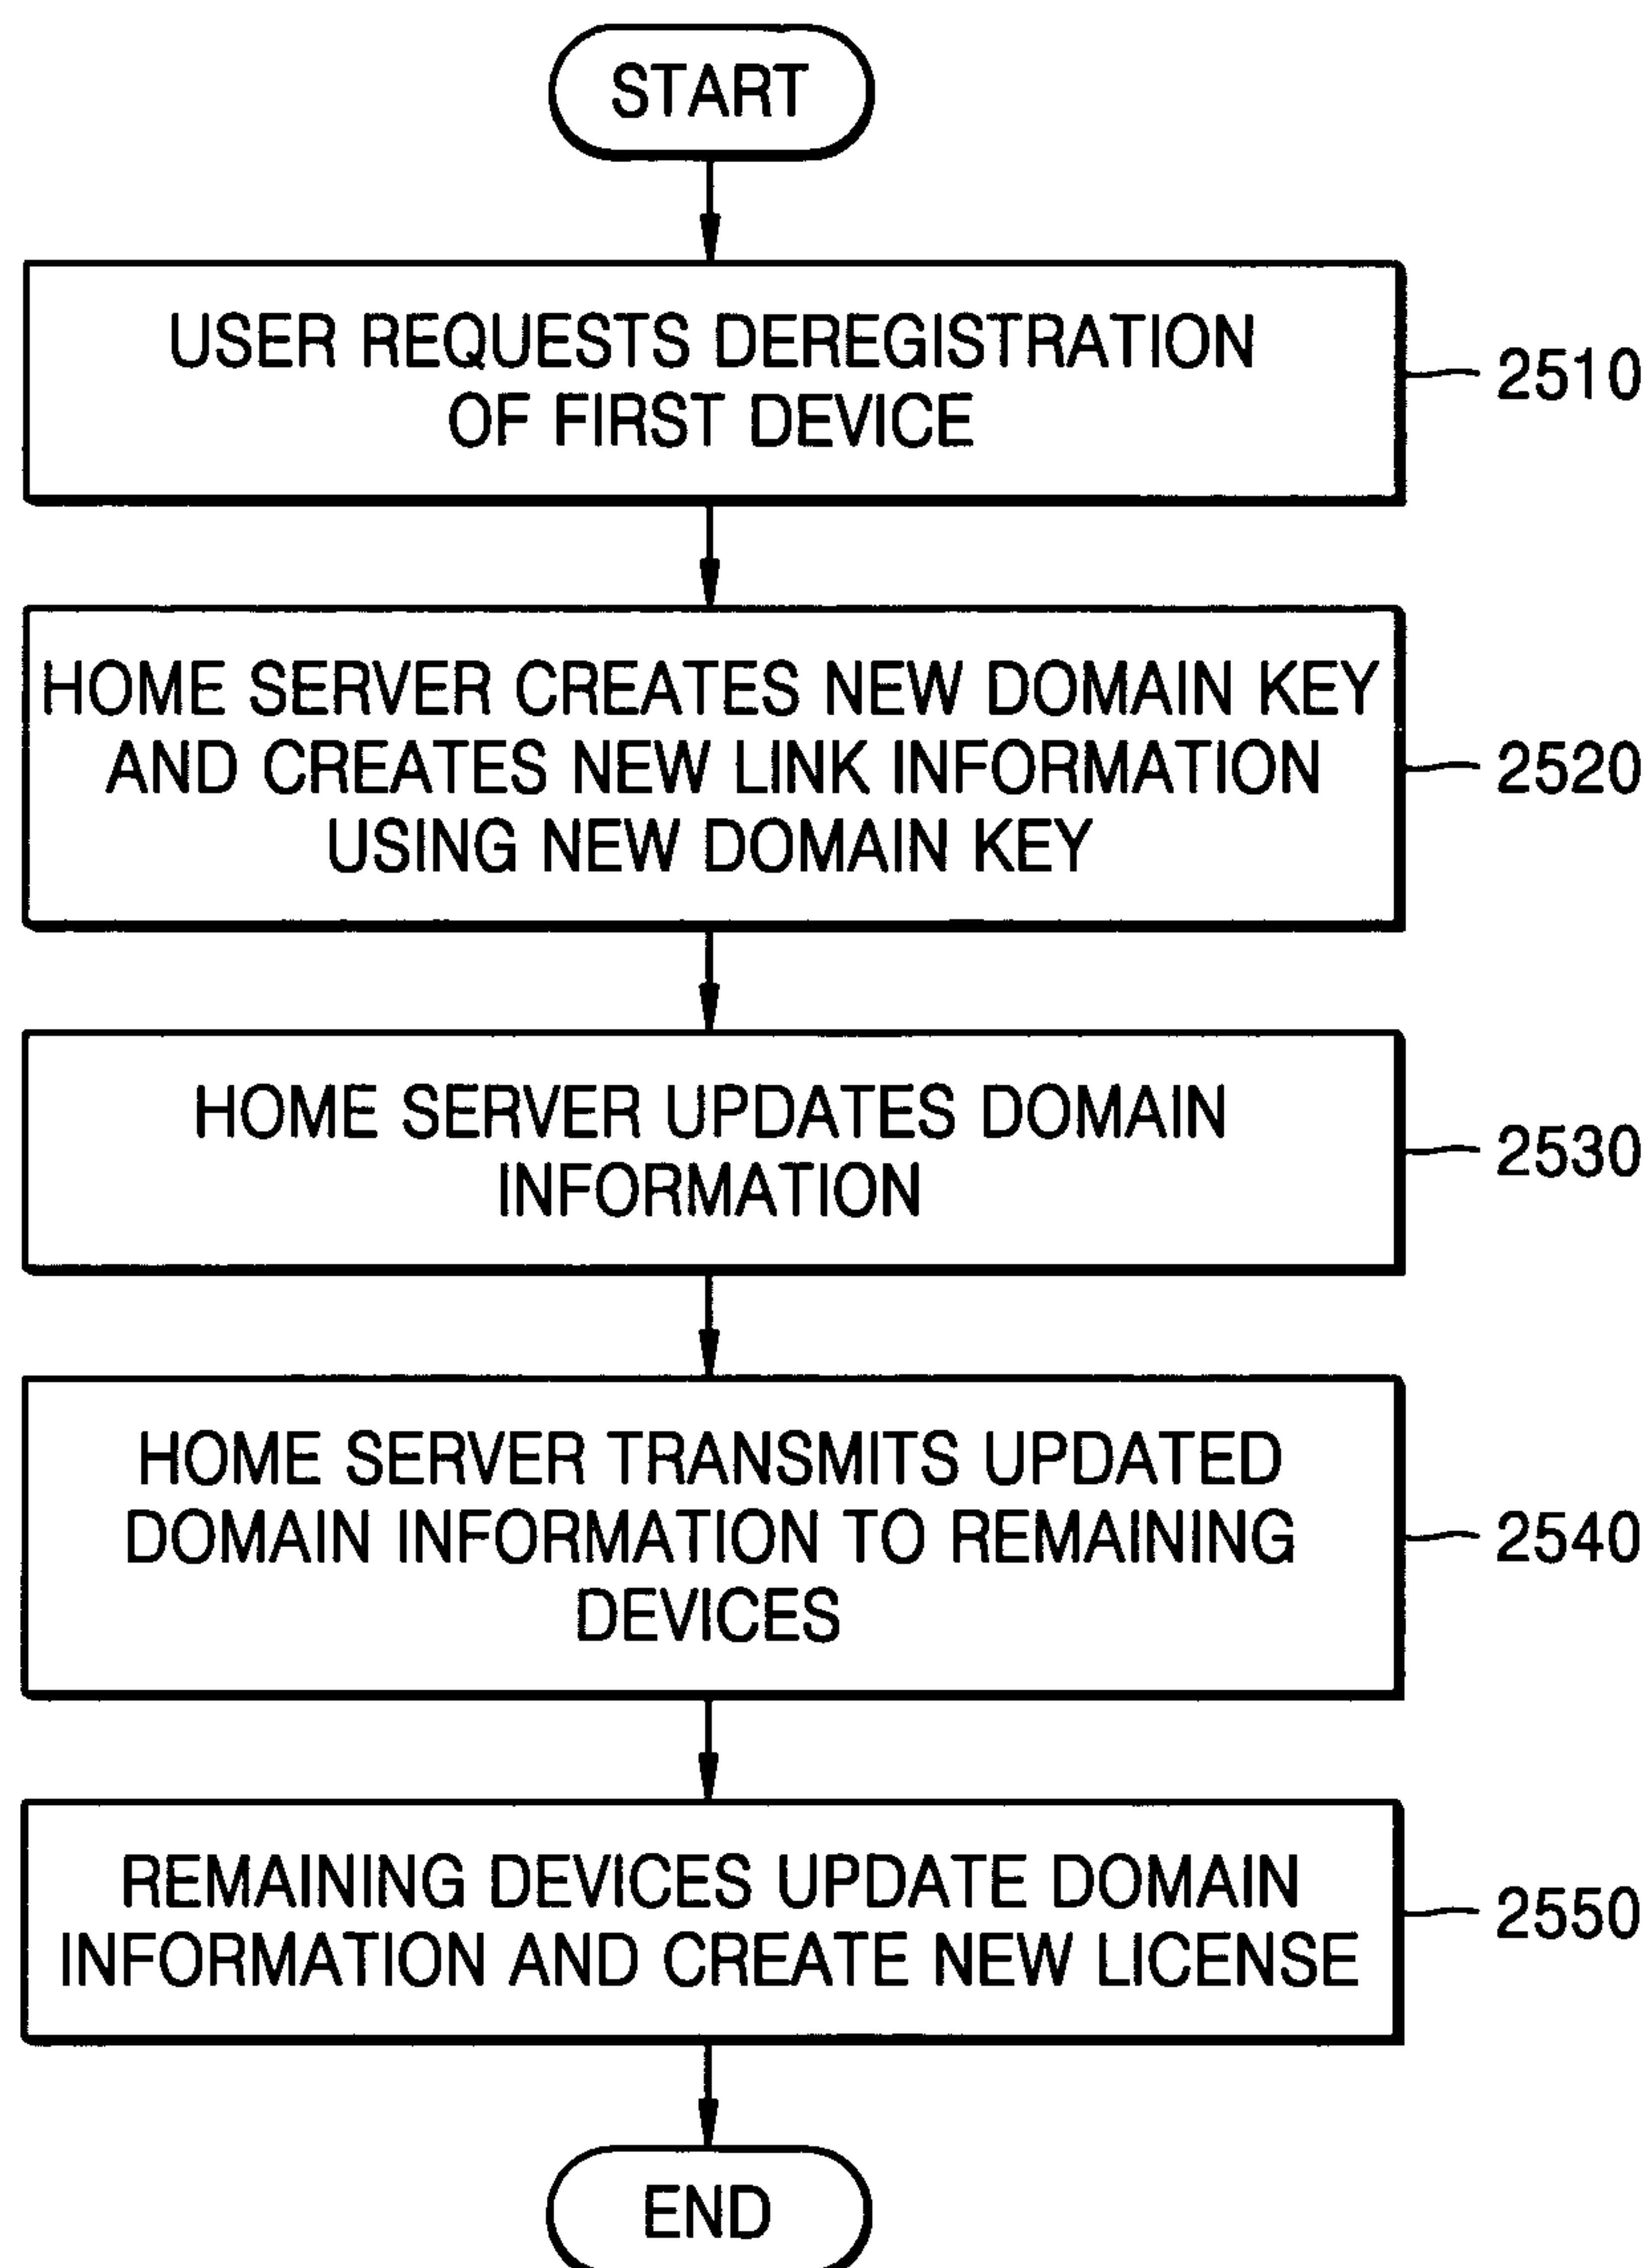 START
USER REQUESTS DEREGISTRATION
OF FIRST DEVICE
2510
HOME SERVER CREATES NEW DOMAIN KEY
AND CREATES NEW LINK INFORMATION
USING NEW DOMAIN KEY
2520
HOME SERVER UPDATES DOMAIN
INFORMATION
2530
HOME SERVER TRANSMITS UPDATED
DOMAIN INFORMATION TO REMAINING
DEVICES
2540
REMAINING DEVICES UPDATE DOMAIN
INFORMATION AND CREATE NEW LICENSE
2550
END